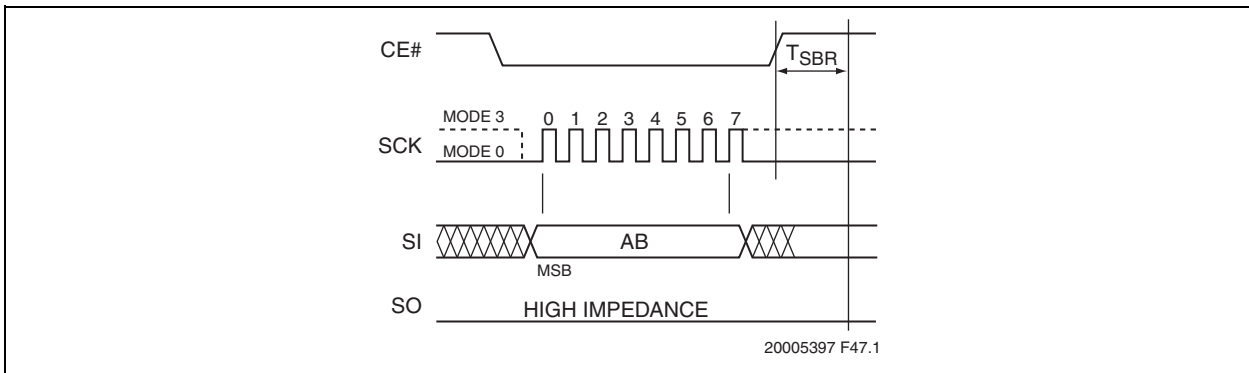 CE#
TSBR
MODE 3
0 1 2 3 4 5 6 7
SCK
MODE 0
SI
AB
MSB
SO
HIGH IMPEDANCE
20005397 F47.1